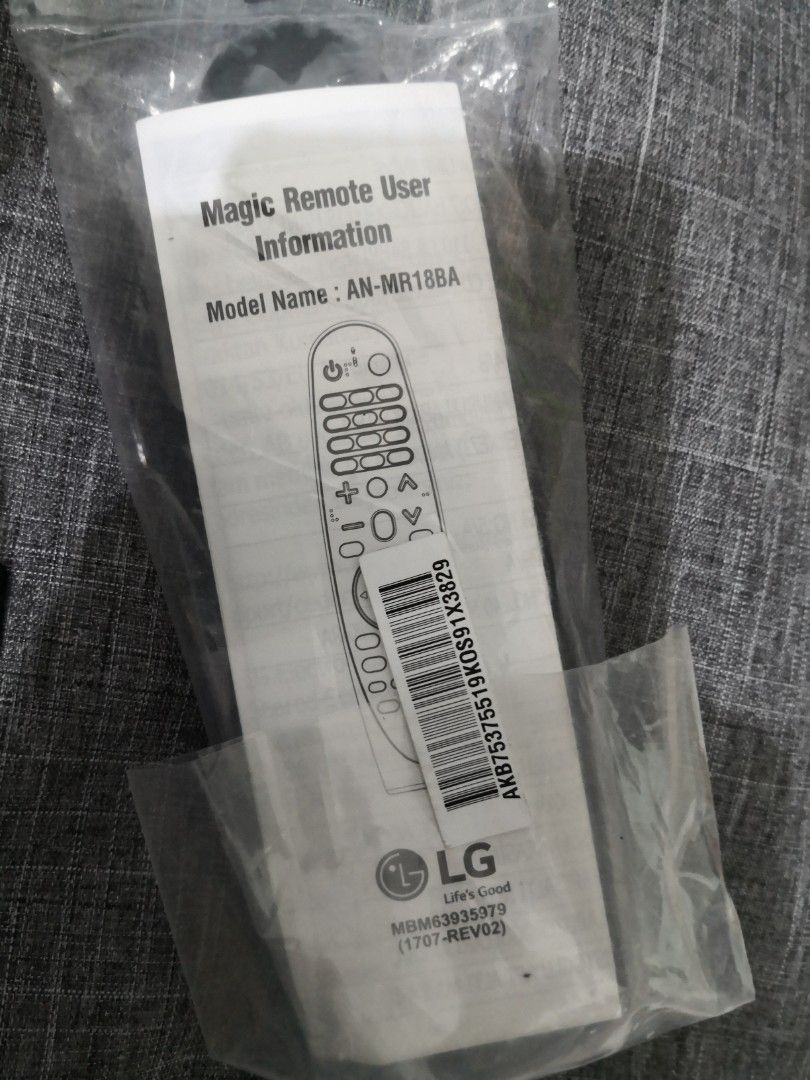 Magic Remote User
Information
Model Name : AN-MR18BA
AKB75375519KOS91X3829
LG
Life's Good
MBM63935979
(1707-REV02)